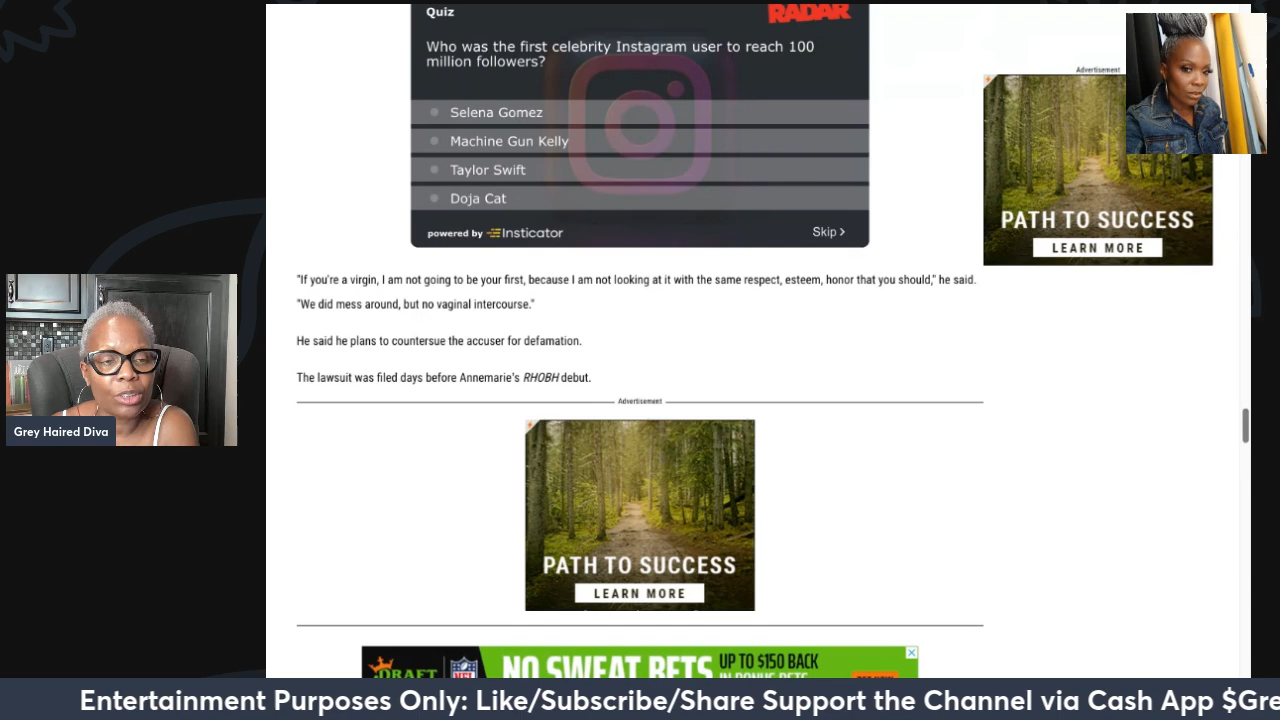 Quiz
RADAR
Who was the first celebrity Instagram user to reach 100
million followers?
Selena Gomez
Machine Gun Kelly
Taylor Swift
Doja Cat
powered by Insticator
Skip >
Advertisement
PATH TO SUCCESS
LEARN MORE
"If you're a virgin, I am not going to be your first, because I am not looking at it with the same respect, esteem, honor that you should," he said.
"We did mess around, but no vaginal intercourse."
He said he plans to countersue the accuser for defamation.
The lawsuit was filed days before Annemarie's RHOBH debut.
Advertisement
PATH TO SUCCESS
LEARN MORE
DRAFT
NFL
NO SWEAT BETS
UP TO $150 BACK
Grey Haired Diva
Entertainment Purposes Only: Like/Subscribe/Share Support the Channel via Cash App $Gre